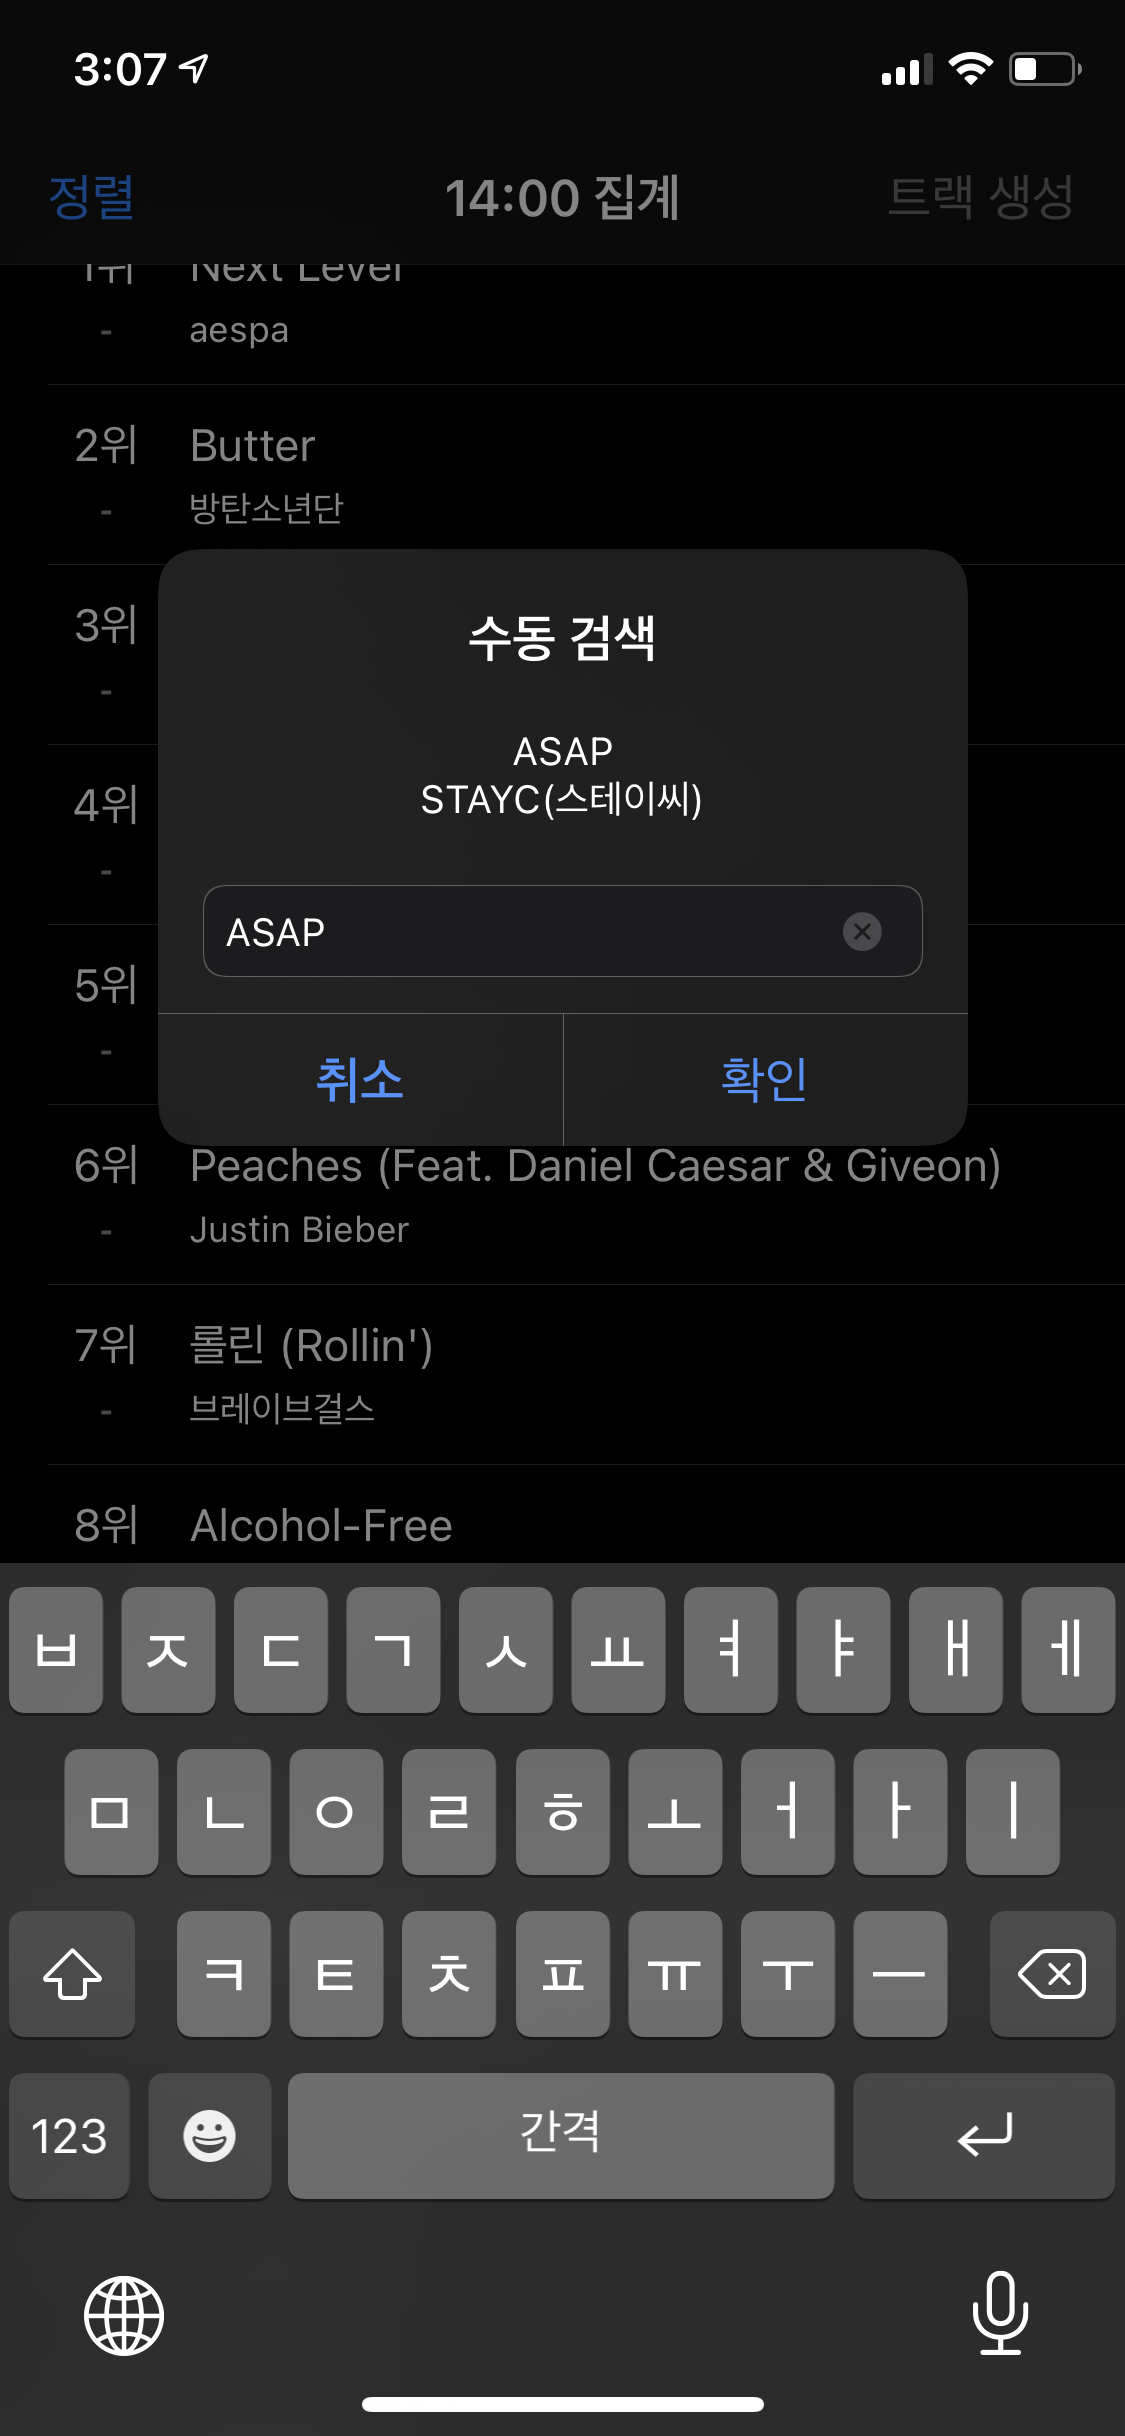 3:07
정렬
14:00 집계
트랙 생성
1위
Next Level
-
aespa
2위
Butter
-
방탄소년단
3위
-
4위
-
5위
-
수동 검색
ASAP
STAYC(스테이씨)
ASAP
취소
확인
6위
Peaches (Feat. Daniel Caesar & Giveon)
-
Justin Bieber
7위
롤린 (Rollin')
-
브레이브걸스
8위
Alcohol-Free
ㅂ ㅈ ㄷ ㄱ ㅅ ㅛ ㅕ ㅑ ㅐ ㅔ
ㅁ ㄴ ㅇ ㄹ ㅎ ㅗ ㅓ ㅏ ㅣ
ㅋ ㅌ ㅊ ㅍ ㅠ ㅜ ㅡ
123
간격